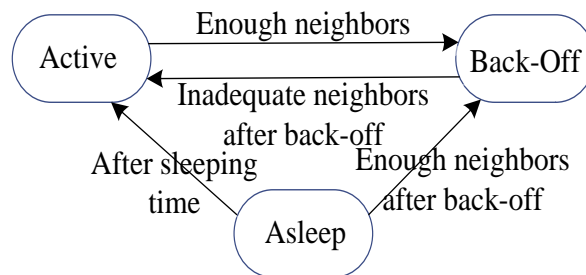 Enough neighbors
Active
Back-Off
Inadequate neighbors
after back-off
After sleeping
time
Enough neighbors
after back-off
Asleep